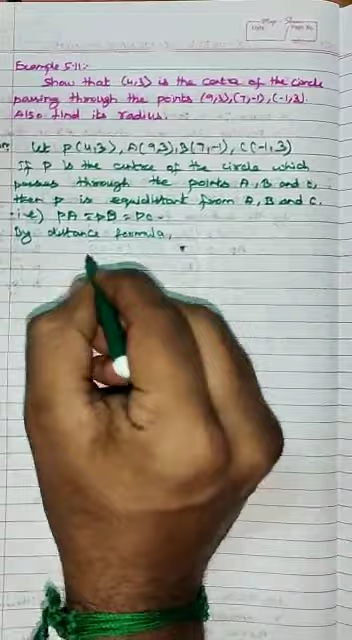 Example 5.11:-
Show that (4,3) is the centre of the circle
passing through the points (9,3),(7,-1),(-1,3).
Also find its radius.
Let P(4,3), A(9,3), B(7,-1), C(-1,3)
If P is the centre of the circle which
passes through the points A, B and C,
then P is equidistant from A, B and C.
i.e) PA = PB = PC.
By distance formula,